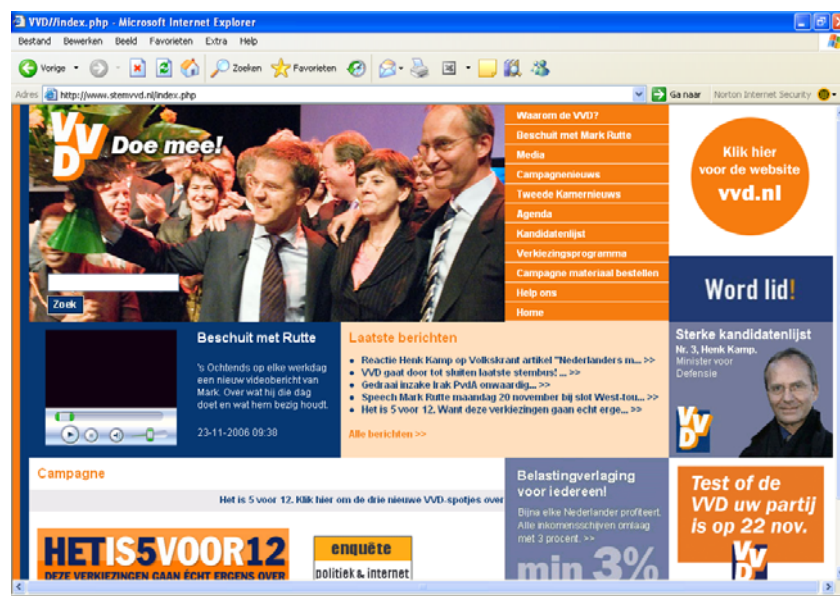 VVD//index.php - Microsoft Internet Explorer
Bestand Bewerken Beeld Favorieten Extra Help
Vorige Zoeken Favorieten
Adres http://www.stemvvd.nl/index.php Ga naar Norton Internet Security
VVD Doe mee!
Zoek
Waarom de VVD?
Beschuit met Mark Rutte
Media
Campagnenieuws
Tweede Kamernieuws
Agenda
Kandidatenlijst
Verkiezingsprogramma
Campagne materiaal bestellen
Help ons
Home
Klik hier
voor de website
vvd.nl
Word lid!
Beschuit met Rutte
's Ochtends op elke werkdag
een nieuw videobericht van
Mark. Over wat hij die dag
doet en wat hem bezig houdt.
23-11-2006 09:38
Laatste berichten
Reactie Henk Kamp op Volkskrant artikel "Nederlanders m... >>
VVD gaat door tot sluiten laatste stembus! ... >>
Gedraai inzake Irak PvdA onwaardig... >>
Speech Mark Rutte maandag 20 november bij slot West-tou... >>
Het is 5 voor 12. Want deze verkiezingen gaan echt erge... >>
Alle berichten >>
Sterke kandidatenlijst
Nr. 3, Henk Kamp.
Minister voor
Defensie
VVD
Campagne
Het is 5 voor 12. Klik hier om de drie nieuwe VVD-spotjes over
HETIS5VOOR12
DEZE VERKIEZINGEN GAAN ÉCHT ERGENS OVER
enquête
politiek & internet
Belastingverlaging
voor iedereen!
Bijna elke Nederlander profiteert.
Alle inkomensschijven omlaag
met 3 procent. >>
min 3%
Test of de
VVD uw partij
is op 22 nov.
VVD